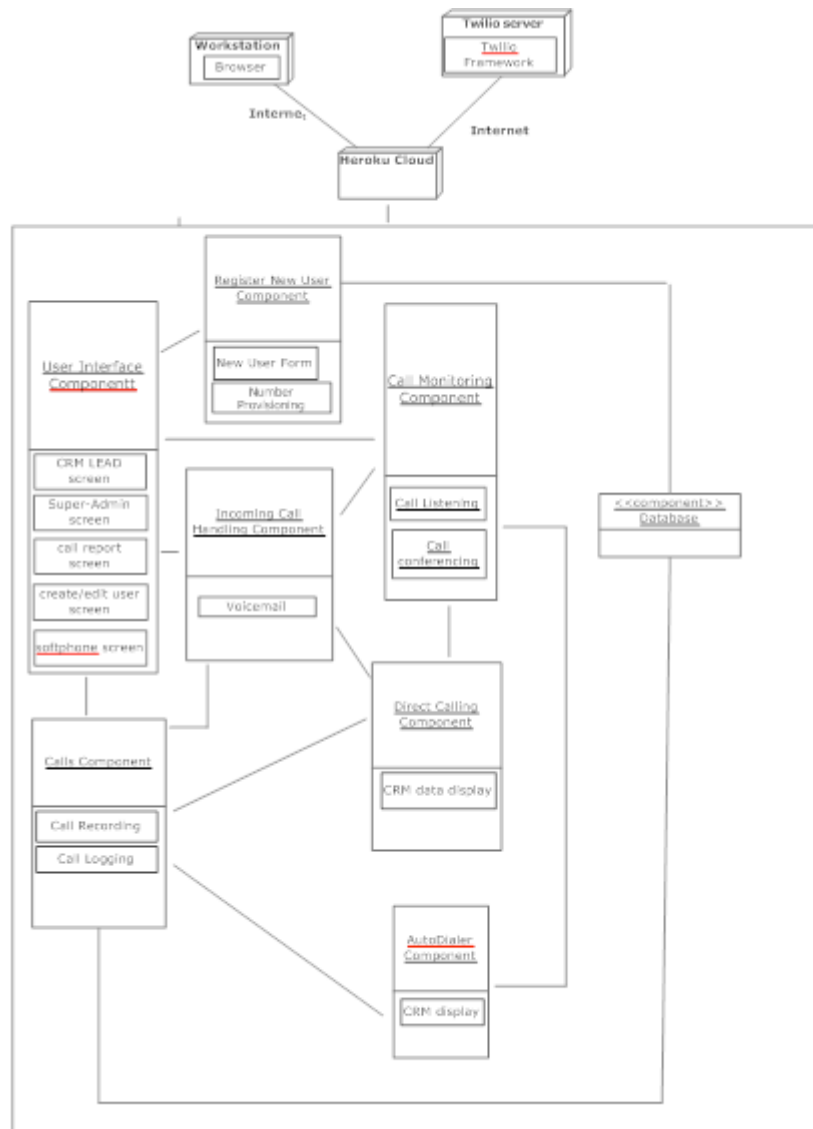 Twilio server
Workstation
Twilio
Browser
Framework
Internet
Internet
Heroku Cloud
Register New User
Component
User Interface
Componentt
New User Form
Number
Provisioning
Call Monitoring
Component
CRM LEAD
screen
Super-Admin
screen
call report
screen
create/edit user
screen
softphone screen
Incoming Call
Handling Component
Voicemail
Call Listening
Call
conferencing
<<component>>
Database
Direct Calling
Component
CRM data display
Calls Component
Call Recording
Call Logging
AutoDialer
Component
CRM display